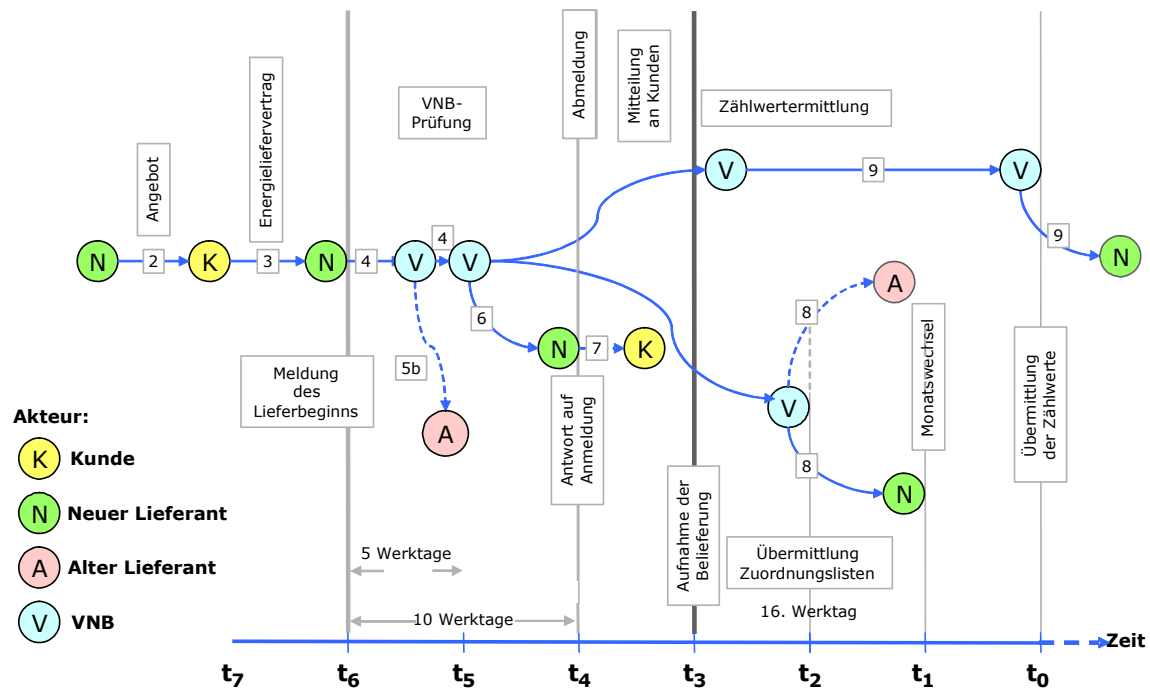 Angebot
Energieliefervertrag
VNB-
Prüfung
Abmeldung
Mitteilung
an Kunden
Zählwertermittlung
V
9
V
4
9
N
2
K
3
N
4
V
V
N
A
8
6
N
7
K
5b
Meldung
des
Lieferbeginns
A
V
8
N
Monatswechsel
Übermittlung
der Zählwerte
Antwort auf
Anmeldung
Aufnahme der
Belieferung
Akteur:
K Kunde
N Neuer Lieferant
A Alter Lieferant
V VNB
5 Werktage
10 Werktage
Übermittlung
Zuordnungslisten
16. Werktag
Zeit
t7 t6 t5 t4 t3 t2 t1 t0